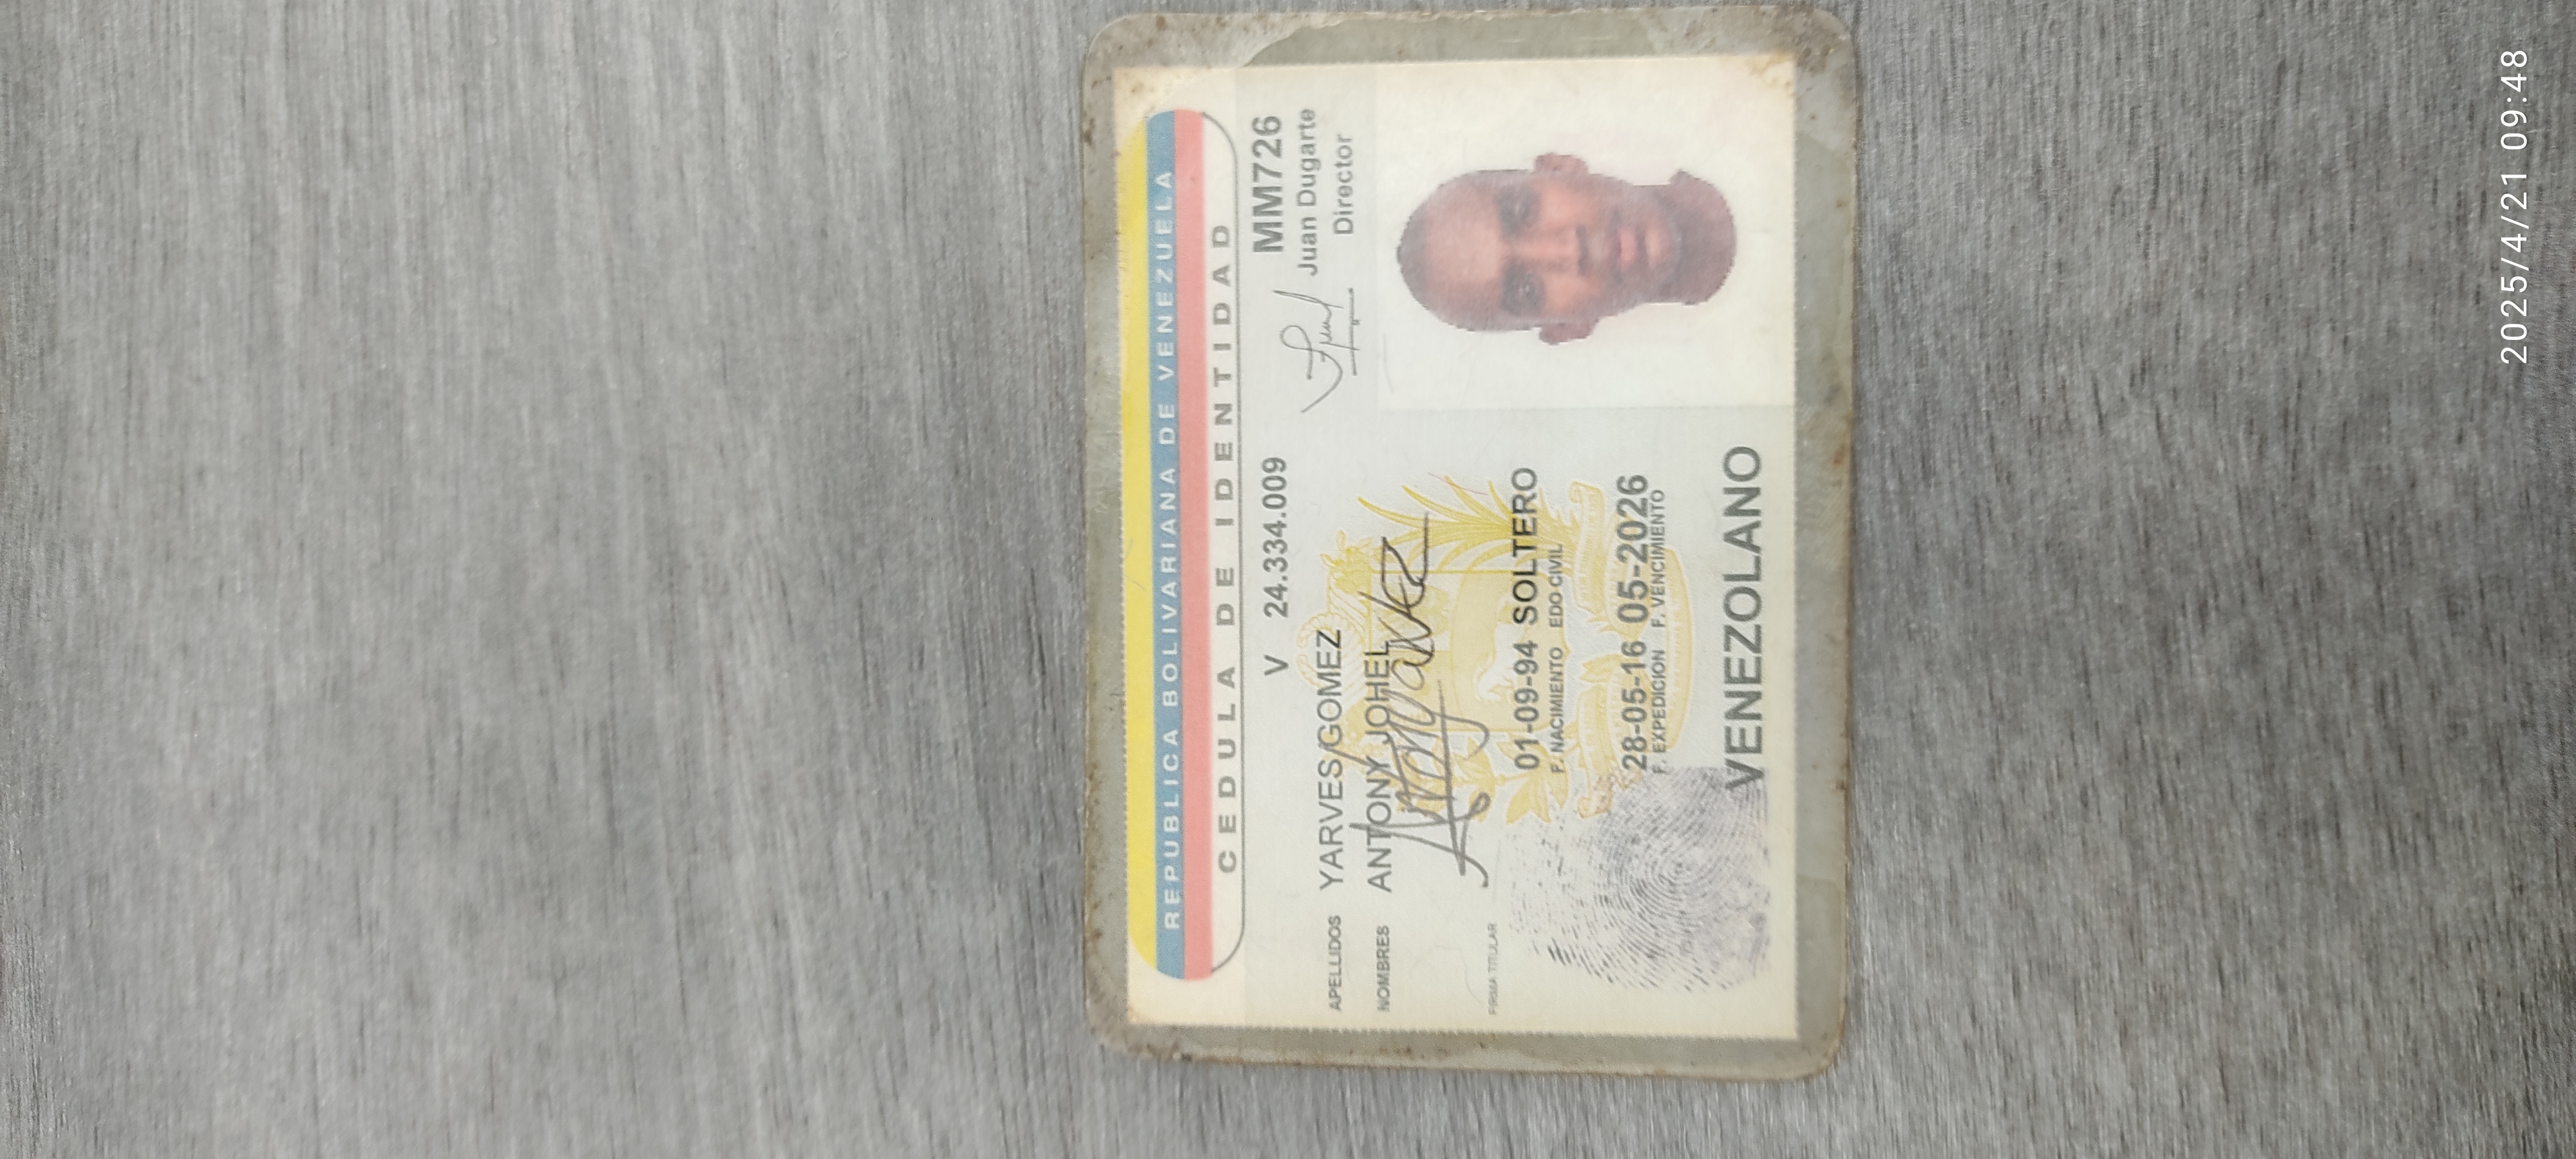 REPUBLICA BOLIVARIANA DE VENEZUELA
CEDULA DE IDENTIDAD
V 24.334.009
MM726
Juan Dugarte
Director
APELLIDOS YARVES GOMEZ
NOMBRES ANTONY JOHEL
FIRMA TITULAR
01-09-94 SOLTERO
F. NACIMIENTO EDO CIVIL
28-05-16 05-2026
F. EXPEDICION F. VENCIMIENTO
VENEZOLANO
2025/4/21 09:48